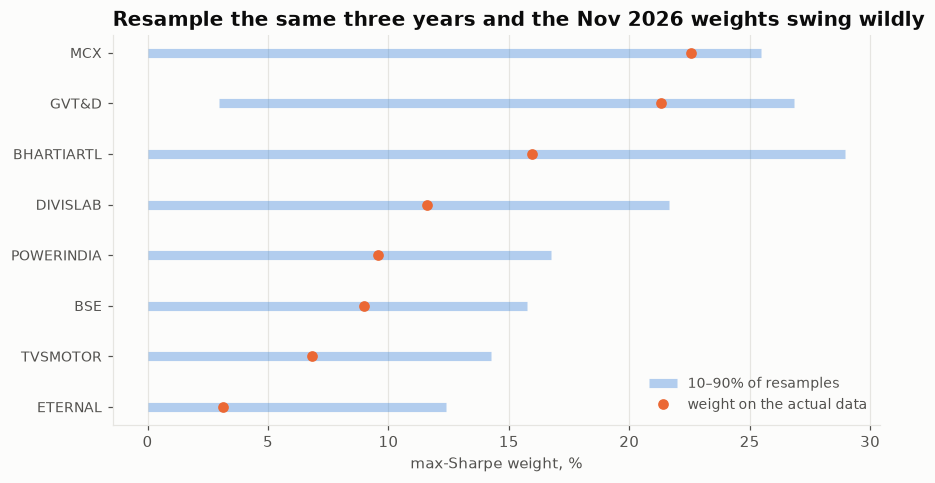 Resample the same three years and the Nov 2026 weights swing wildly
MCX
GVT&D
BHARTIARTL
DIVISLAB
POWERINDIA
BSE
TVSMOTOR
ETERNAL
10–90% of resamples
weight on the actual data
0 5 10 15 20 25 30
max-Sharpe weight, %